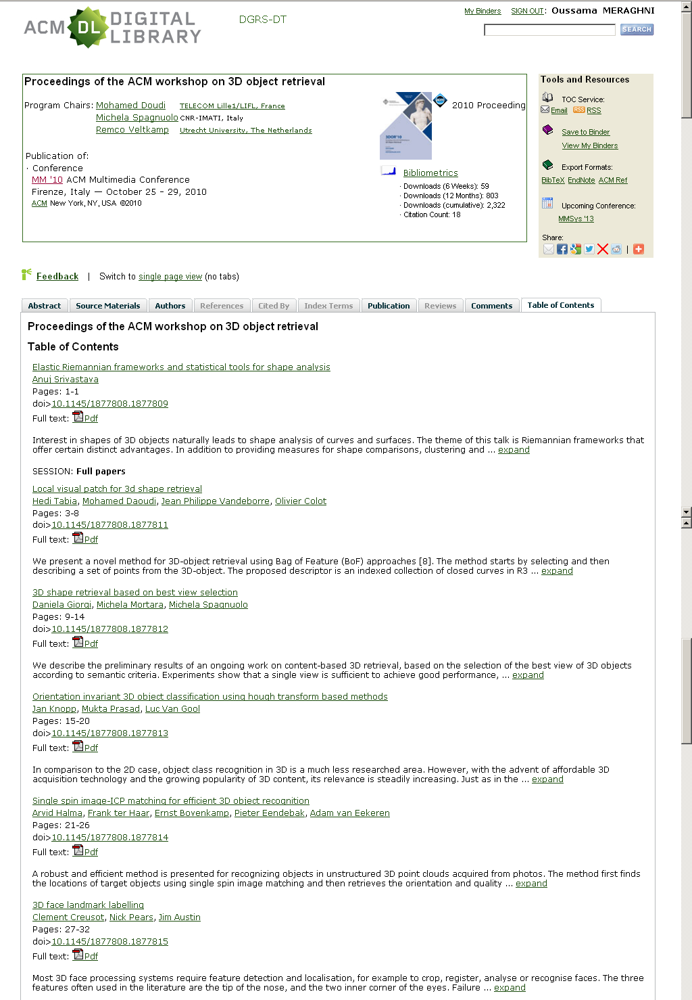 ACM DL DIGITAL LIBRARY
DGRS-DT
My Binders SIGN OUT: Oussama MERAGHNI
SEARCH
Proceedings of the ACM workshop on 3D object retrieval
Program Chairs: Mohamed Doudi TELECOM Lille1/LIFL, France
Michela Spagnuolo CNR-IMATI, Italy
Remco Veltkamp Utrecht University, The Netherlands
Publication of:
· Conference
MM '10 ACM Multimedia Conference
Firenze, Italy — October 25 - 29, 2010
ACM New York, NY, USA ©2010
3DOR'10
2010 Proceeding
Bibliometrics
· Downloads (6 Weeks): 59
· Downloads (12 Months): 803
· Downloads (cumulative): 2,322
· Citation Count: 18
Tools and Resources
TOC Service:
Email RSS RSS
Save to Binder
View My Binders
Export Formats:
BibTeX EndNote ACM Ref
Upcoming Conference:
MMSys '13
Share:
|
Feedback | Switch to single page view (no tabs)
Abstract Source Materials Authors References Cited By Index Terms Publication Reviews Comments Table of Contents
Proceedings of the ACM workshop on 3D object retrieval
Table of Contents
Elastic Riemannian frameworks and statistical tools for shape analysis
Anuj Srivastava
Pages: 1-1
doi>10.1145/1877808.1877809
Full text: Pdf
Interest in shapes of 3D objects naturally leads to shape analysis of curves and surfaces. The theme of this talk is Riemannian frameworks that
offer certain distinct advantages. In addition to providing measures for shape comparisons, clustering and ... expand
SESSION: Full papers
Local visual patch for 3d shape retrieval
Hedi Tabia, Mohamed Daoudi, Jean Philippe Vandeborre, Olivier Colot
Pages: 3-8
doi>10.1145/1877808.1877811
Full text: Pdf
We present a novel method for 3D-object retrieval using Bag of Feature (BoF) approaches [8]. The method starts by selecting and then
describing a set of points from the 3D-object. The proposed descriptor is an indexed collection of closed curves in R3 ... expand
3D shape retrieval based on best view selection
Daniela Giorgi, Michela Mortara, Michela Spagnuolo
Pages: 9-14
doi>10.1145/1877808.1877812
Full text: Pdf
We describe the preliminary results of an ongoing work on content-based 3D retrieval, based on the selection of the best view of 3D objects
according to semantic criteria. Experiments show that a single view is sufficient to achieve good performance, ... expand
Orientation invariant 3D object classification using hough transform based methods
Jan Knopp, Mukta Prasad, Luc Van Gool
Pages: 15-20
doi>10.1145/1877808.1877813
Full text: Pdf
In comparison to the 2D case, object class recognition in 3D is a much less researched area. However, with the advent of affordable 3D
acquisition technology and the growing popularity of 3D content, its relevance is steadily increasing. Just as in the ... expand
Single spin image-ICP matching for efficient 3D object recognition
Arvid Halma, Frank ter Haar, Ernst Bovenkamp, Pieter Eendebak, Adam van Eekeren
Pages: 21-26
doi>10.1145/1877808.1877814
Full text: Pdf
A robust and efficient method is presented for recognizing objects in unstructured 3D point clouds acquired from photos. The method first finds
the locations of target objects using single spin image matching and then retrieves the orientation and quality ... expand
3D face landmark labelling
Clement Creusot, Nick Pears, Jim Austin
Pages: 27-32
doi>10.1145/1877808.1877815
Full text: Pdf
Most 3D face processing systems require feature detection and localisation, for example to crop, register, analyse or recognise faces. The three
features often used in the literature are the tip of the nose, and the two inner corner of the eyes. Failure ... expand